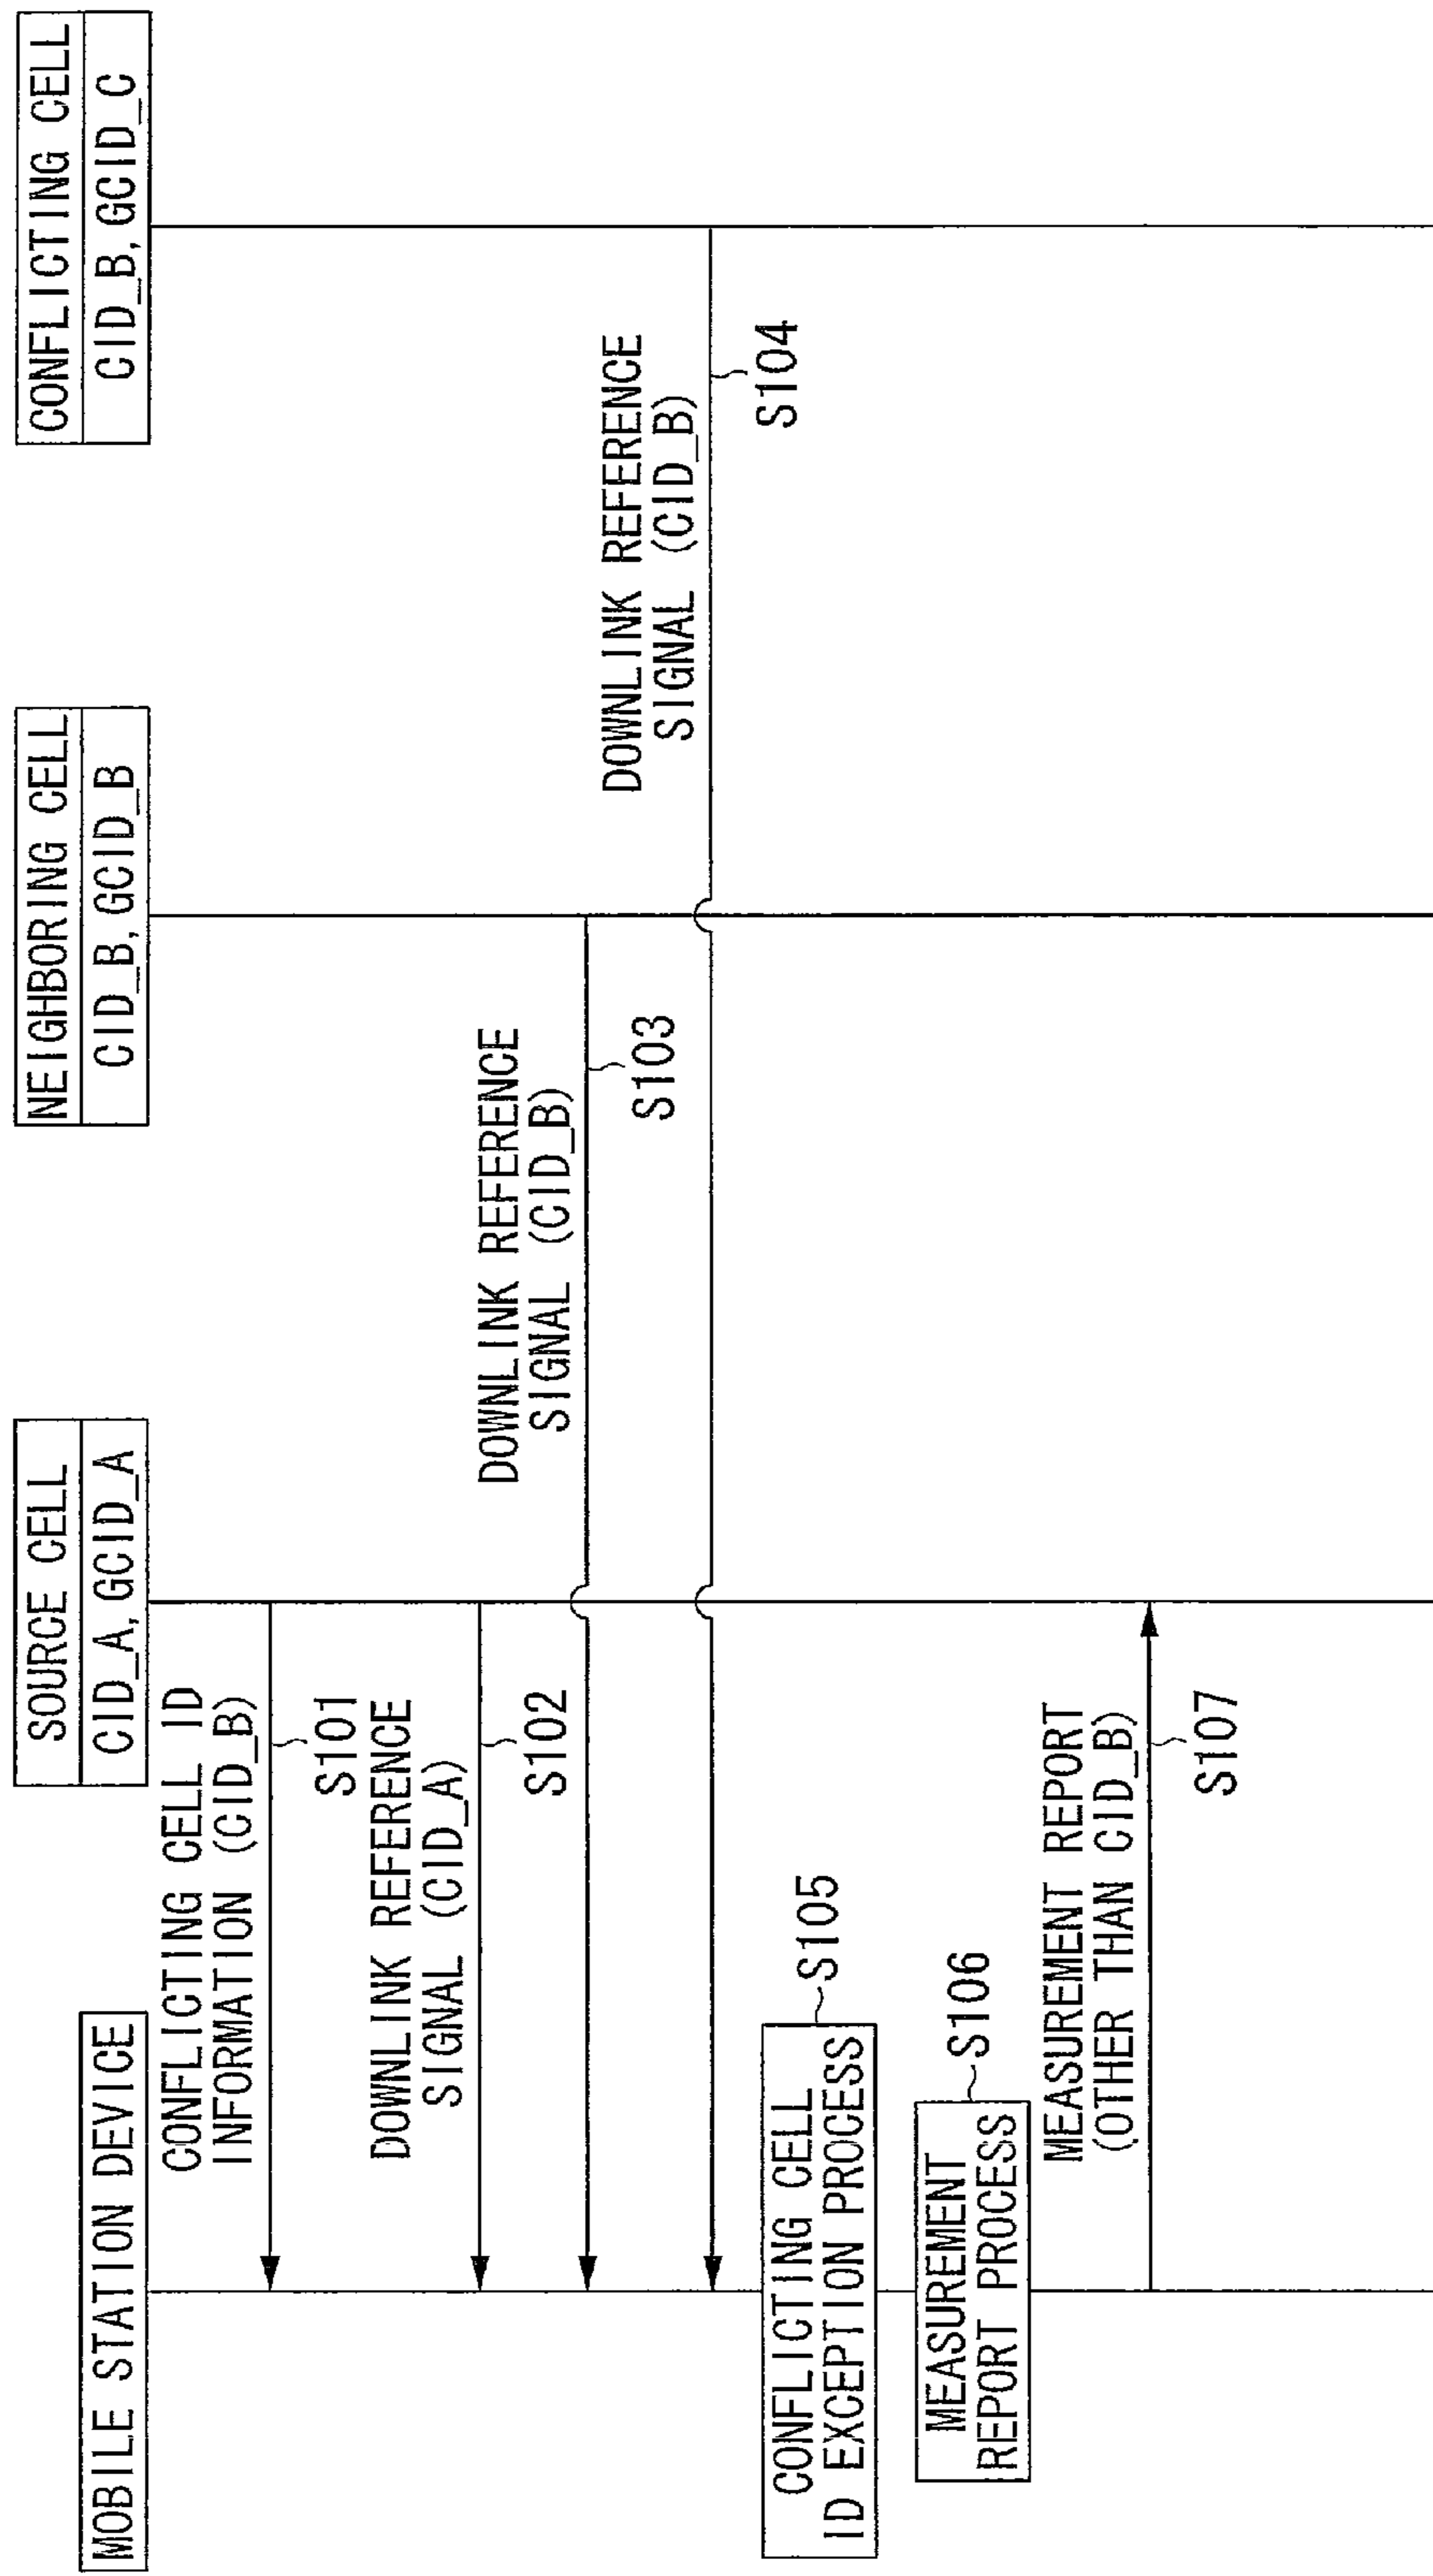 MOBILE STATION DEVICE
SOURCE CELL
CID_A, GCID_A
NEIGHBORING CELL
CID_B, GCID_B
CONFLICTING CELL
CID_B, GCID_C
CONFLICTING CELL ID
INFORMATION (CID_B)
S101
DOWNLINK REFERENCE
SIGNAL (CID_A)
S102
DOWNLINK REFERENCE
SIGNAL (CID_B)
S103
DOWNLINK REFERENCE
SIGNAL (CID_B)
S104
CONFLICTING CELL
ID EXCEPTION PROCESS
S105
MEASUREMENT
REPORT PROCESS
S106
MEASUREMENT REPORT
(OTHER THAN CID_B)
S107